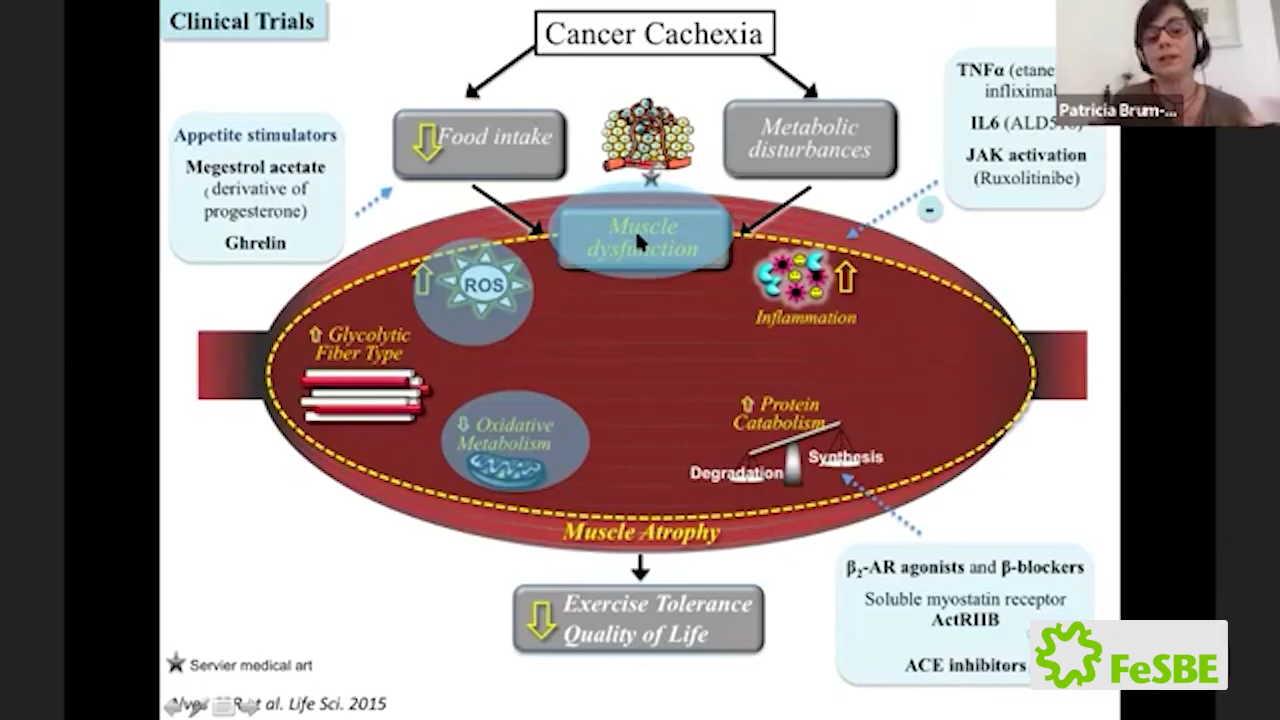 Clinical Trials
Cancer Cachexia
Food intake
Metabolic
disturbances
Appetite stimulators
Megestrol acetate
(derivative of
progesterone)
Ghrelin
TNFα (etane
inflixima
IL6 (ALD518)
JAK activation
(Ruxolitinibe)
Patricia Brum-...
-
Muscle
dysfunction
ROS
Inflammation
Glycolytic
Fiber Type
Oxidative
Metabolism
Protein
Catabolism
Degradation
Synthesis
Muscle Atrophy
Exercise Tolerance
Quality of Life
β2-AR agonists and β-blockers
Soluble myostatin receptor
ActRIIB
ACE inhibitors
FeSBE
Servier medical art
et al. Life Sci. 2015